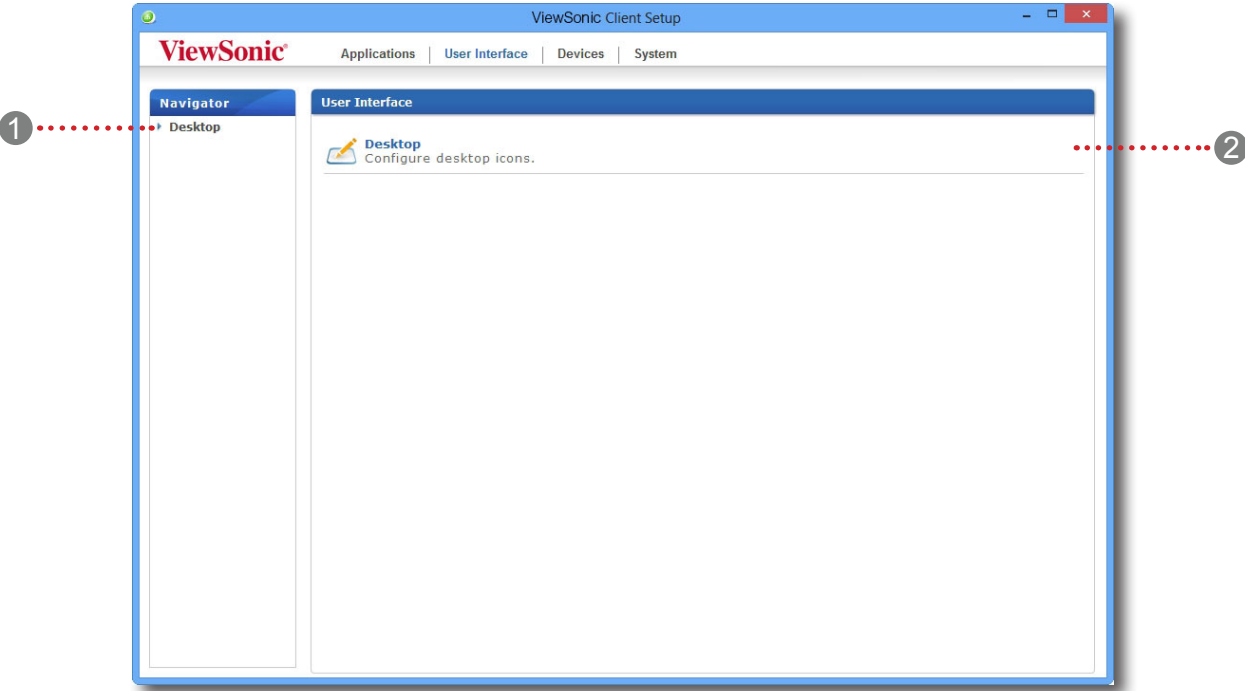 ViewSonic Client Setup
ViewSonic®
Applications | User Interface | Devices | System
Navigator
Desktop
User Interface
Desktop
Configure desktop icons.
1
2